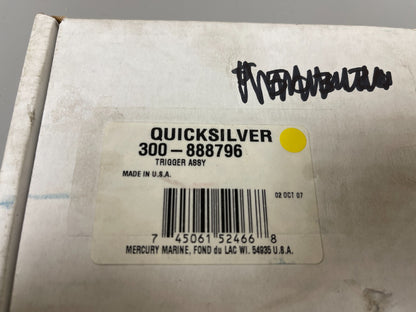 QUICKSILVER
300-888796
TRIGGER ASSY
MADE IN U.S.A.
02 OCT 07
7 45061 52466 8
MERCURY MARINE, FOND du LAC WI. 54935 U.S.A.